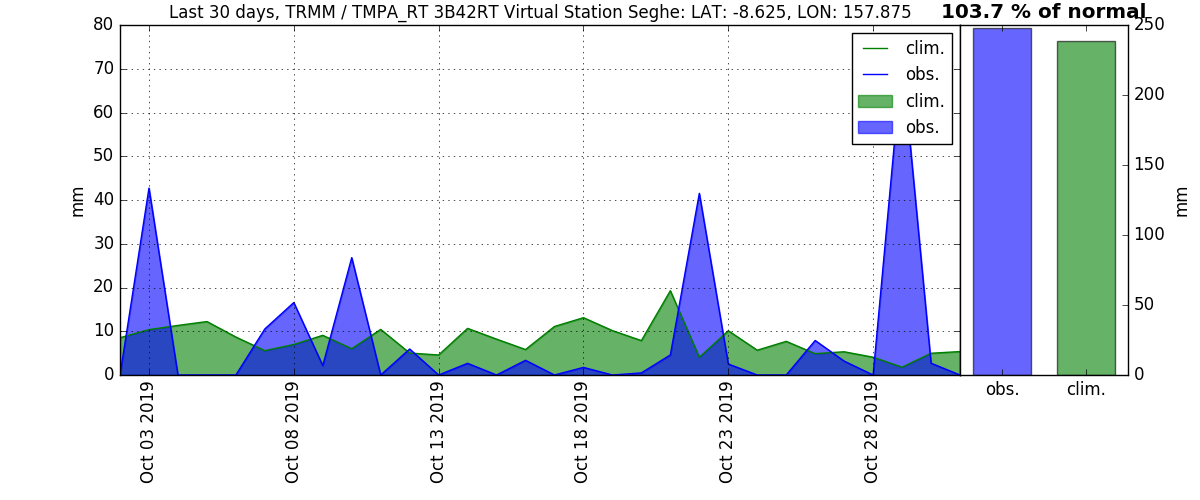 Last 30 days, TRMM / TMPA_RT 3B42RT Virtual Station Seghe: LAT: -8.625, LON: 157.875
103.7 % of normal
80
70
60
50
40
30
20
10
0
mm
clim.
obs.
clim.
obs.
Oct 03 2019
Oct 08 2019
Oct 13 2019
Oct 18 2019
Oct 23 2019
Oct 28 2019
250
200
150
100
50
0
mm
obs.
clim.